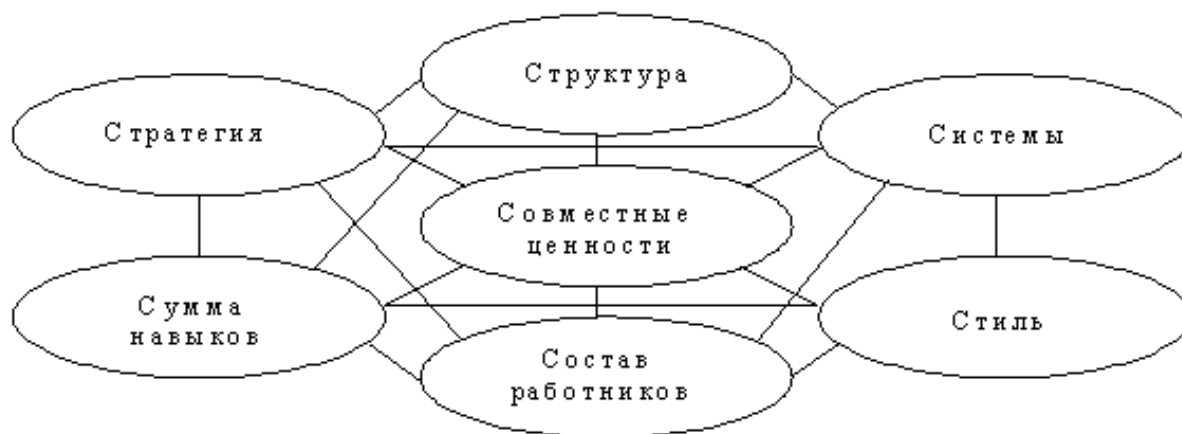 Структура
Стратегия
Системы
Совместные
ценности
Сумма
навыков
Стиль
Состав
работников